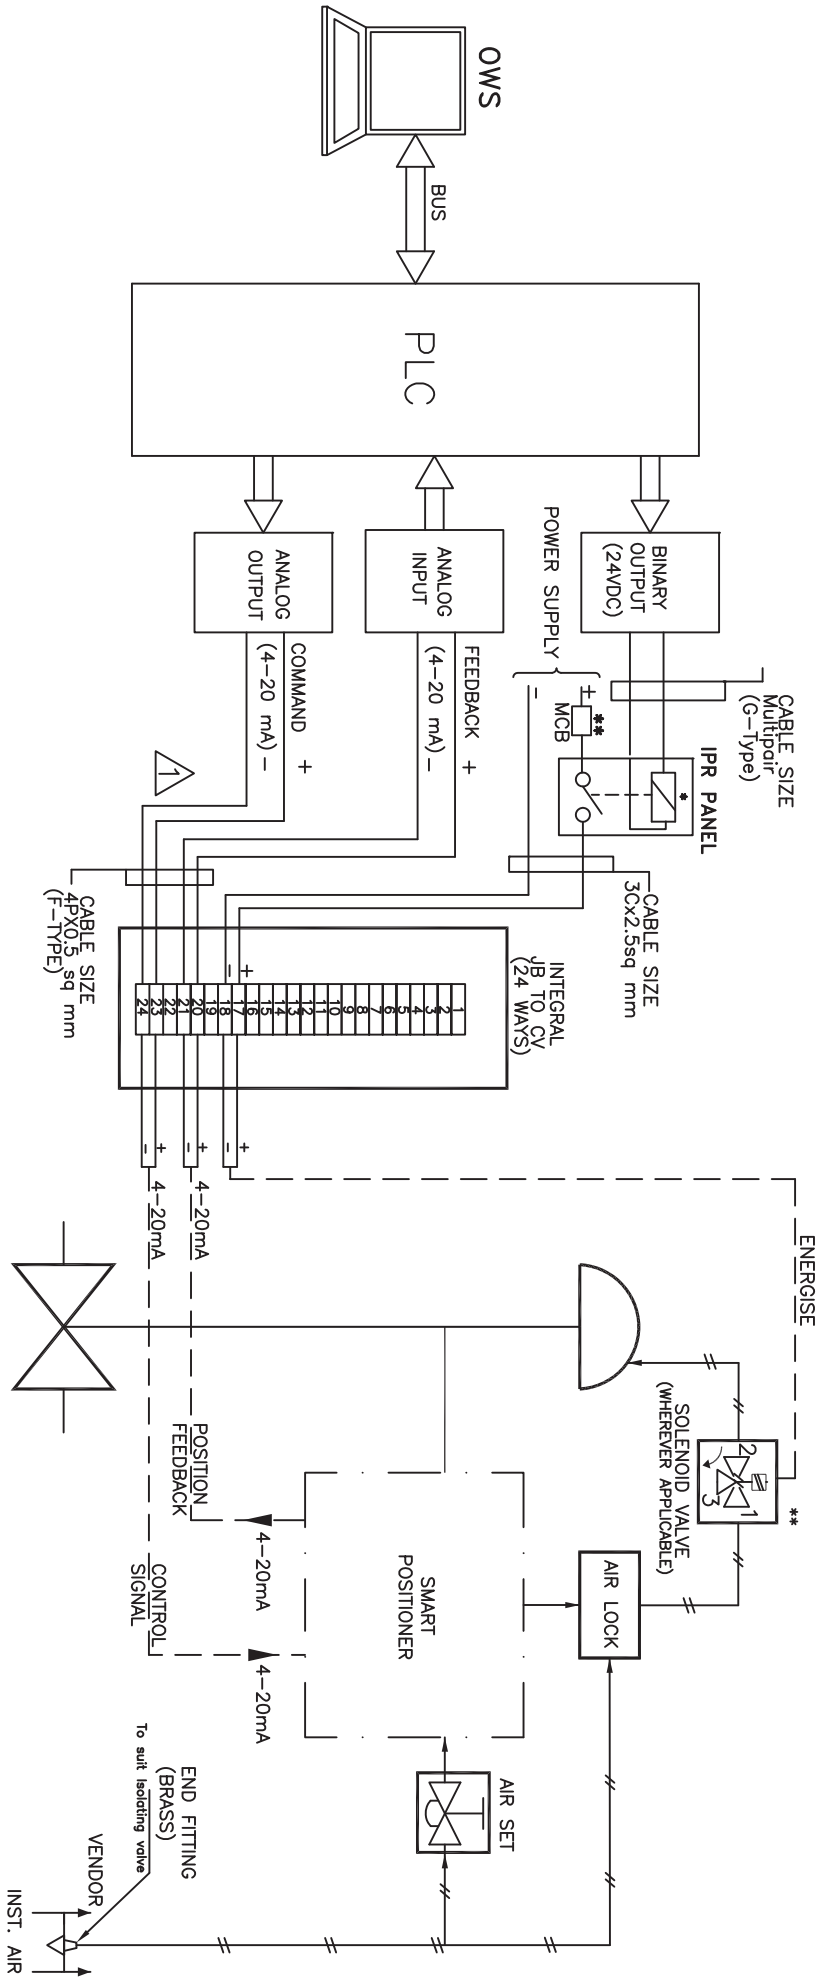 OWS
BUS
PLC
BINARY
OUTPUT
(24VDC)
ANALOG
INPUT
ANALOG
OUTPUT
POWER SUPPLY
+
-
**
MCB
FEEDBACK +
(4-20 mA) -
COMMAND +
(4-20 mA) -
CABLE SIZE
Multipair
(G-Type)
IPR PANEL
*
1
CABLE SIZE
3Cx2.5sq mm
CABLE SIZE
4PX0.5 sq mm
(F-TYPE)
INTEGRAL
JB TO CV
(24 WAYS)
+
-
1
2
3
4
5
6
7
8
9
10
11
12
13
14
15
16
17
18
19
20
21
22
23
24
+
-
+
-
+
-
4-20mA
4-20mA
ENERGISE
SOLENOID VALVE
(WHEREVER APPLICABLE)
2
1
3
**
POSITION
FEEDBACK
4-20mA
CONTROL
SIGNAL
4-20mA
SMART
POSITIONER
AIR LOCK
AIR SET
END FITTING
(BRASS)
To suit Isolating valve
VENDOR
INST. AIR